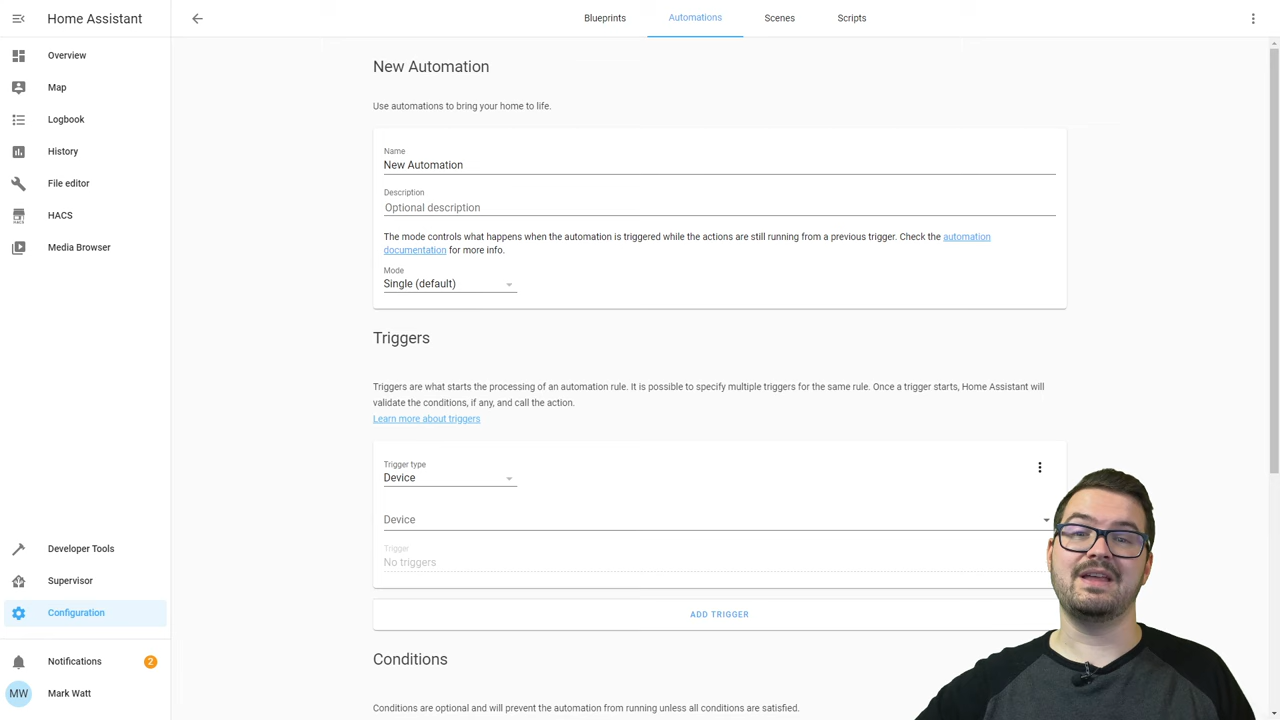 Home Assistant
Blueprints
Automations
Scenes
Scripts
Overview
Map
Logbook
History
File editor
HACS
HACS
Media Browser
Developer Tools
Supervisor
Configuration
Notifications
2
MW
Mark Watt
New Automation
Use automations to bring your home to life.
Name
New Automation
Description
Optional description
The mode controls what happens when the automation is triggered while the actions are still running from a previous trigger. Check the automation
documentation for more info.
Mode
Single (default)
Triggers
Triggers are what starts the processing of an automation rule. It is possible to specify multiple triggers for the same rule. Once a trigger starts, Home Assistant will
validate the conditions, if any, and call the action.
Learn more about triggers
Trigger type
Device
Device
Trigger
No triggers
ADD TRIGGER
Conditions
Conditions are optional and will prevent the automation from running unless all conditions are satisfied.